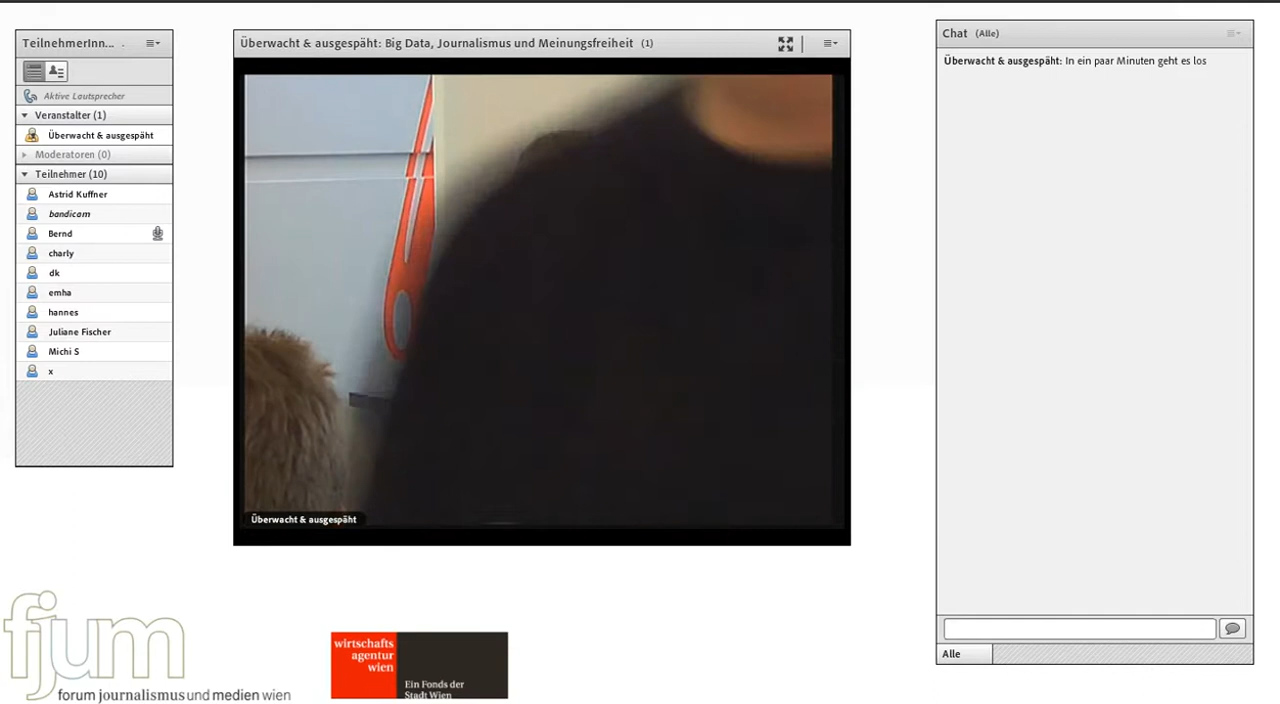 TeilnehmerInn... .
Aktive Lautsprecher
Veranstalter (1)
Überwacht & ausgespäht
Moderatoren (0)
Teilnehmer (10)
Astrid Kuffner
bandicam
Bernd
charly
dk
emha
hannes
Juliane Fischer
Michi S
x
Überwacht & ausgespäht: Big Data, Journalismus und Meinungsfreiheit (1)
Überwacht & ausgespäht
Chat (Alle)
Überwacht & ausgespäht: In ein paar Minuten geht es los
Alle
fjum
forum journalismus und medien wien
wirtschafts
agentur
wien
Ein Fonds der
Stadt Wien